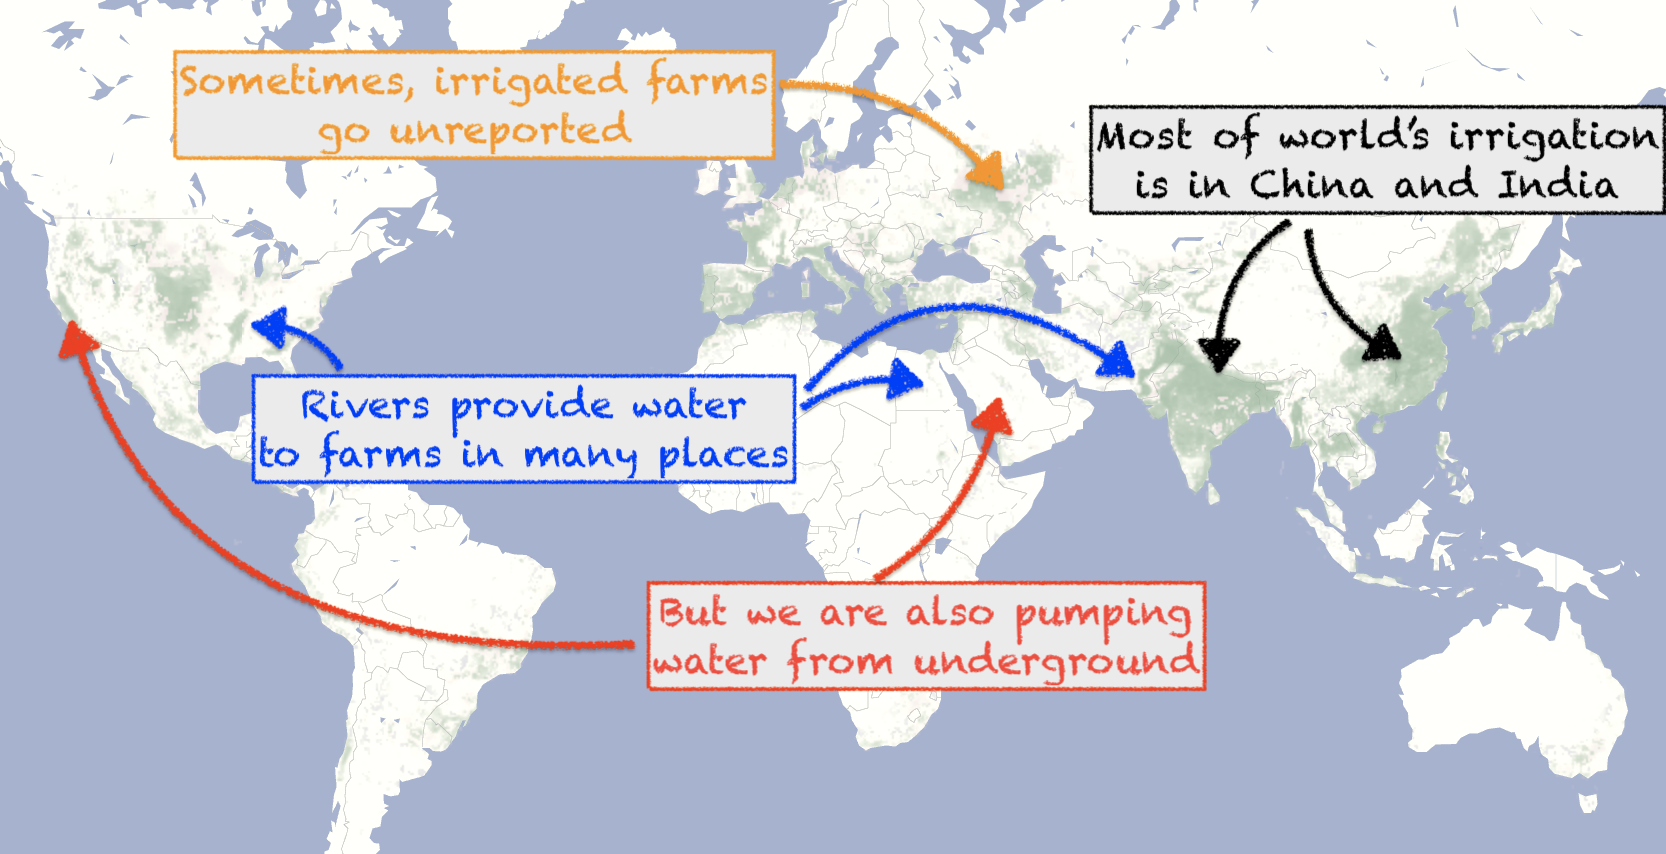 Sometimes, irrigated farms
go unreported
Most of world's irrigation
is in China and India
Rivers provide water
to farms in many places
But we are also pumping
water from underground